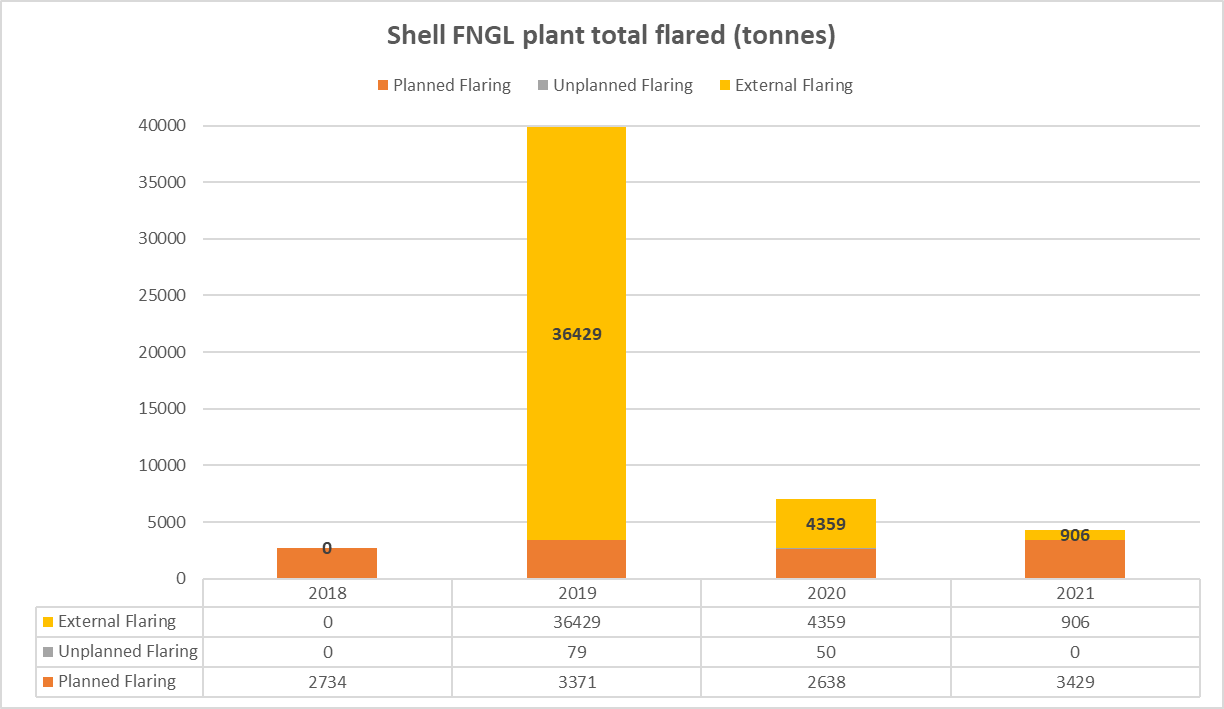 Shell FNGL plant total flared (tonnes)
Planned Flaring Unplanned Flaring External Flaring
40000
35000
30000
25000
20000
15000
10000
5000
0
36429
4359
906
0
2018 2019 2020 2021
External Flaring 0 36429 4359 906
Unplanned Flaring 0 79 50 0
Planned Flaring 2734 3371 2638 3429